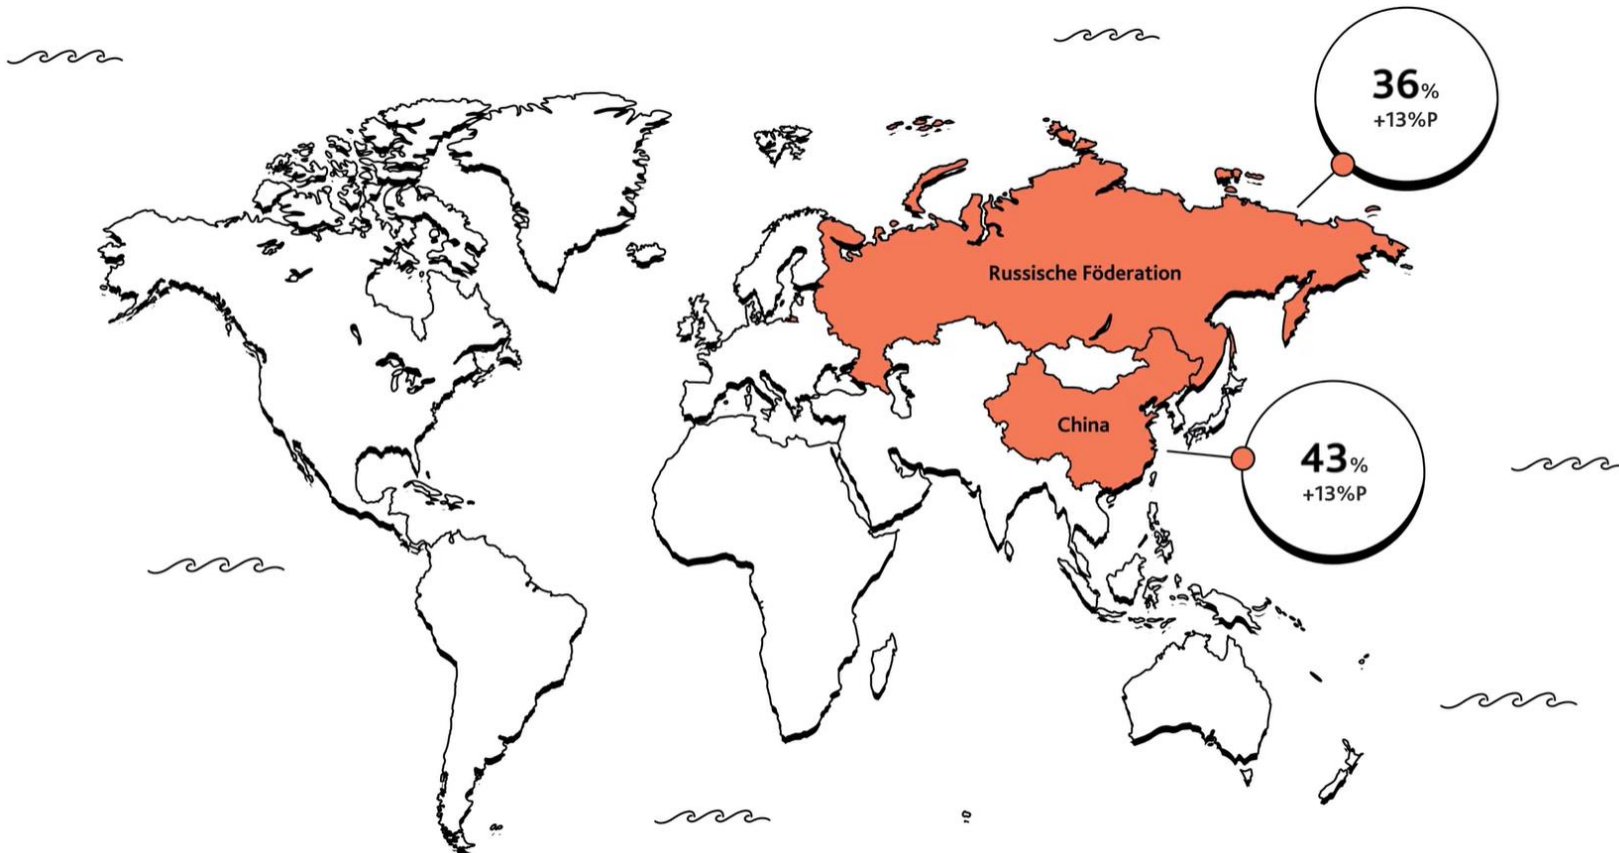 36%
+13%P
Russische Föderation
China
43%
+13%P